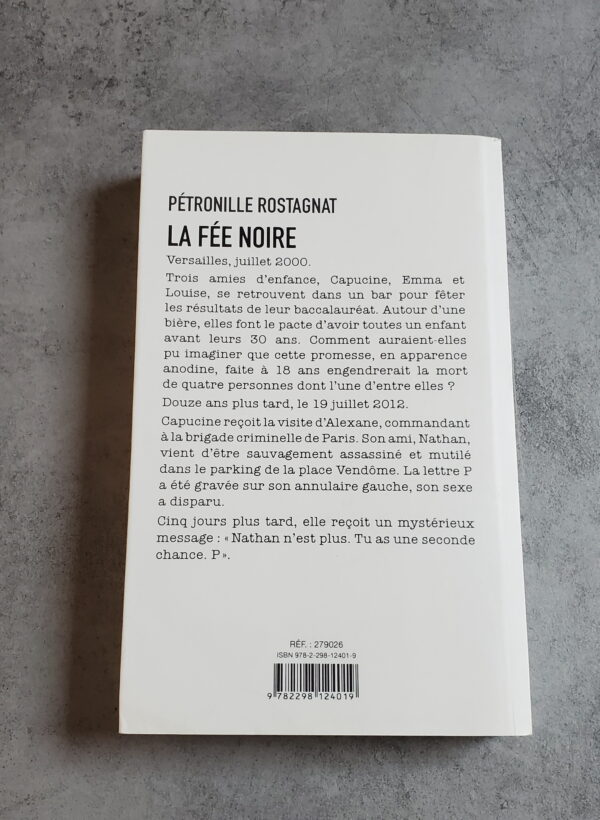 PÉTRONILLE ROSTAGNAT
LA FÉE NOIRE
Versailles, juillet 2000.
Trois amies d'enfance, Capucine, Emma et
Louise, se retrouvent dans un bar pour fêter
les résultats de leur baccalauréat. Autour d'une
bière, elles font le pacte d'avoir toutes un enfant
avant leurs 30 ans. Comment auraient-elles
pu imaginer que cette promesse, en apparence
anodine, faite à 18 ans engendrerait la mort
de quatre personnes dont l'une d'entre elles ?
Douze ans plus tard, le 19 juillet 2012.
Capucine reçoit la visite d'Alexane, commandant
à la brigade criminelle de Paris. Son ami, Nathan,
vient d'être sauvagement assassiné et mutilé
dans le parking de la place Vendôme. La lettre P
a été gravée sur son annulaire gauche, son sexe
a disparu.
Cinq jours plus tard, elle reçoit un mystérieux
message : « Nathan n'est plus. Tu as une seconde
chance. P ».
RÉF. : 279026
ISBN 978-2-298-12401-9
9 782298 124019